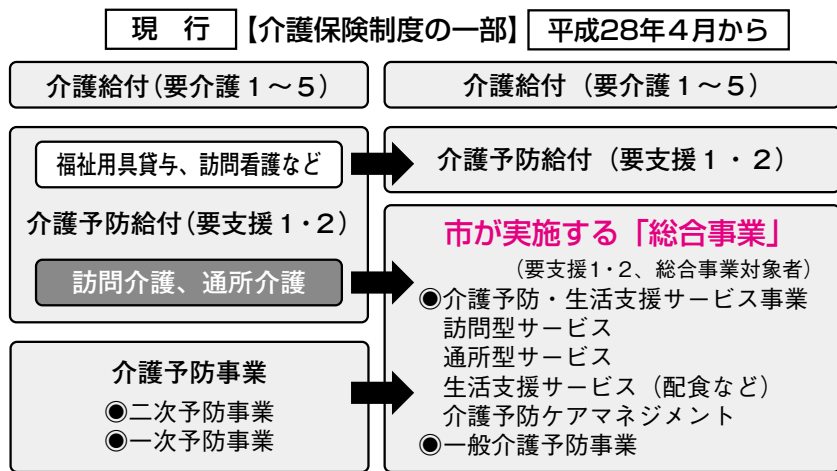 現 行 【介護保険制度の一部】 平成28年4月から
介護給付(要介護1～5)
福祉用具貸与、訪問看護など
介護予防給付(要支援1・2)
訪問介護、通所介護
介護予防事業
◉二次予防事業
◉一次予防事業
介護給付(要介護1～5)
介護予防給付(要支援1・2)
市が実施する「総合事業」
(要支援1・2、総合事業対象者)
◉介護予防・生活支援サービス事業
訪問型サービス
通所型サービス
生活支援サービス(配食など)
介護予防ケアマネジメント
◉一般介護予防事業